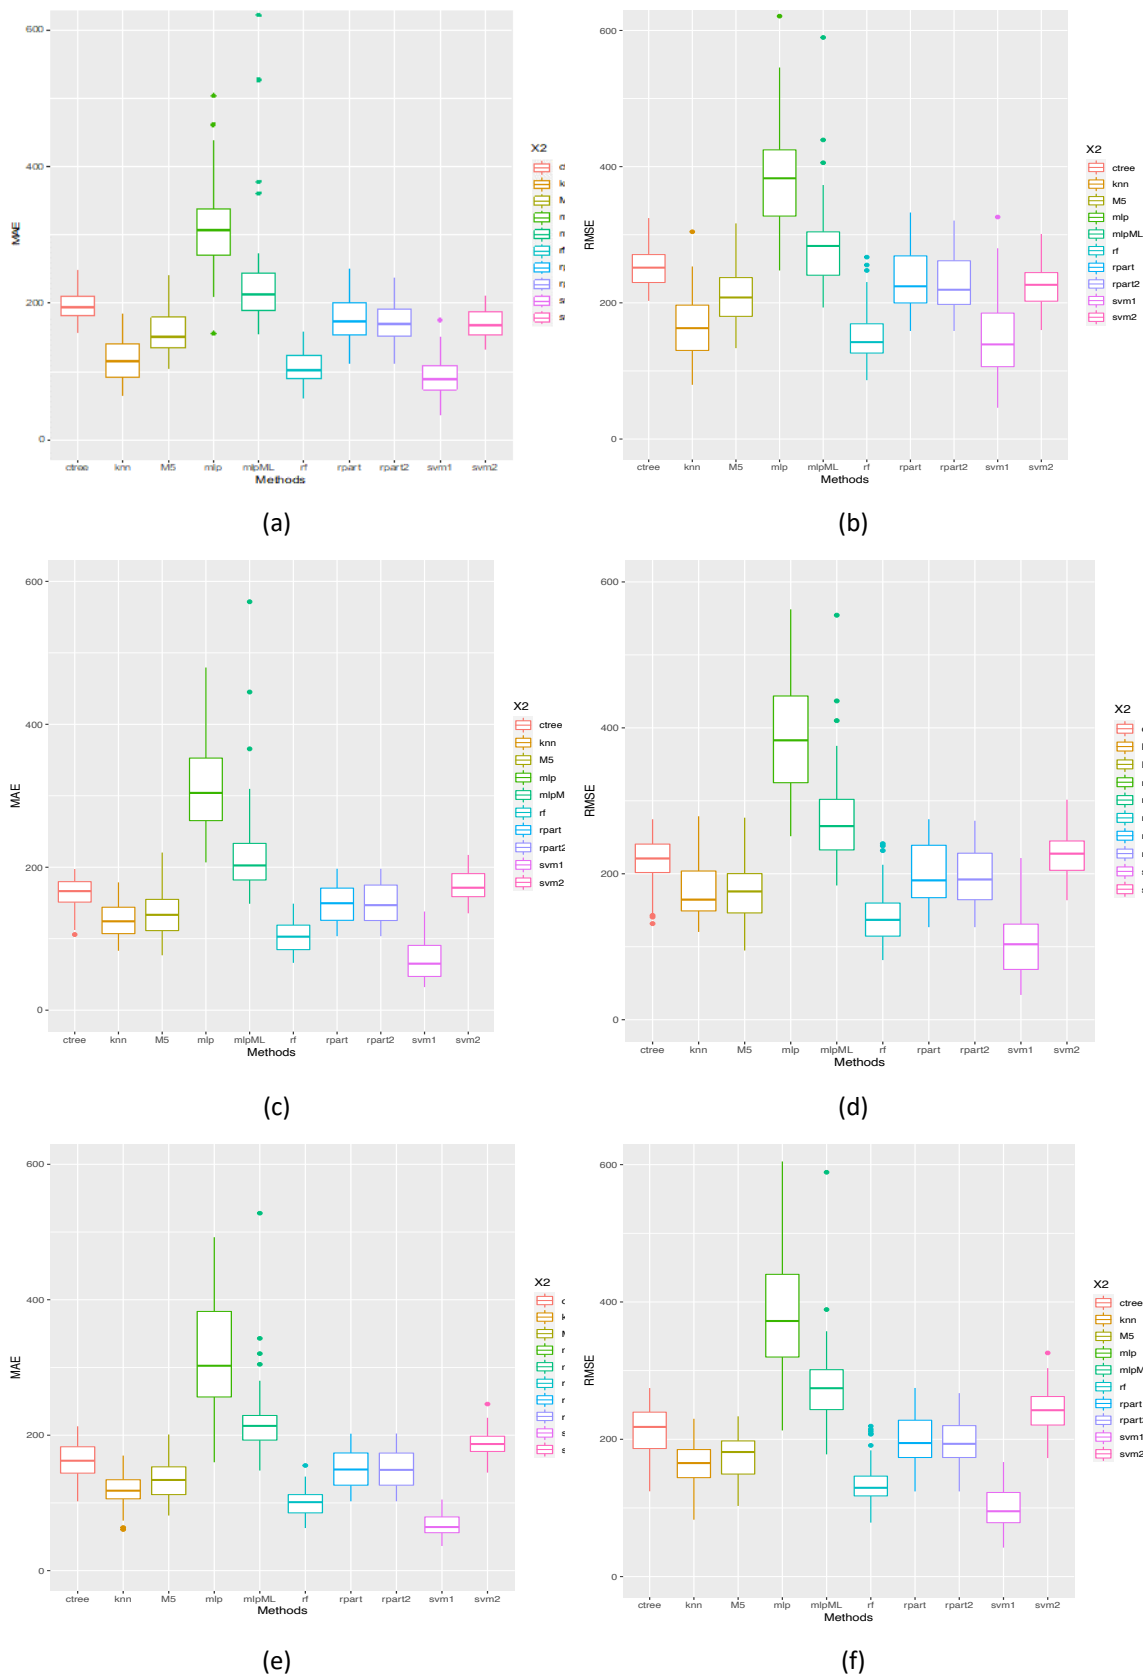 600
400
200
0
MAE
ctree knn M5 mlp mlpML rf rpart rpart2 svm1 svm2
Methods
X2
(a)
600
400
200
0
RMSE
ctree knn M5 mlp mlpML rf rpart rpart2 svm1 svm2
Methods
X2
ctree
knn
M5
mlp
mlpML
rf
rpart
rpart2
svm1
svm2
(b)
600
400
200
0
MAE
ctree knn M5 mlp mlpML rf rpart rpart2 svm1 svm2
Methods
X2
ctree
knn
M5
mlp
mlpM
rf
rpart
rpart2
svm1
svm2
(c)
600
400
200
0
RMSE
ctree knn M5 mlp mlpML rf rpart rpart2 svm1 svm2
Methods
X2
(d)
600
400
200
0
MAE
ctree knn M5 mlp mlpML rf rpart rpart2 svm1 svm2
Methods
X2
(e)
600
400
200
0
RMSE
ctree knn M5 mlp mlpML rf rpart rpart2 svm1 svm2
Methods
X2
ctree
knn
M5
mlp
mlpM
rf
rpart
rpart2
svm1
svm2
(f)